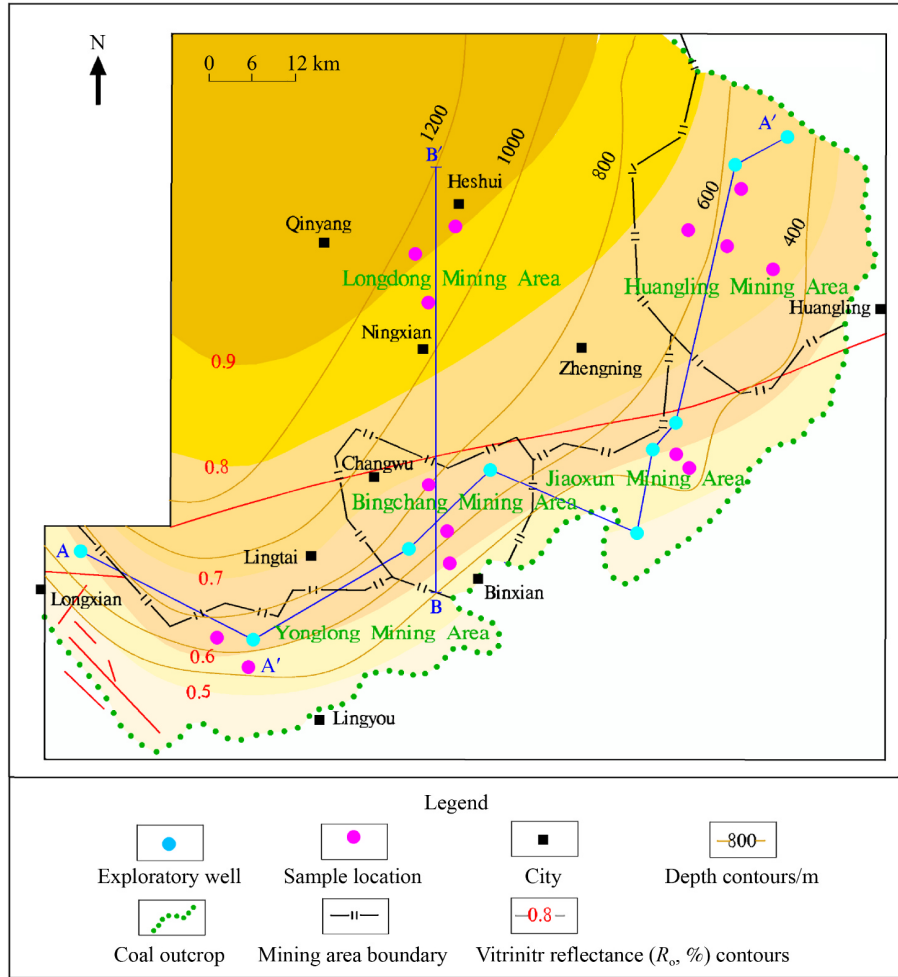 N
0 6 12 km
1200
1000
800
600
400
A′
B′
Heshui
Qinyang
Longdong Mining Area
Huangling Mining Area
Huangling
Ningxian
Zhengning
0.9
0.8
Changwu
Jiaoxun Mining Area
Bingchang Mining Area
A
Lingtai
0.7
Longxian
Binxian
B
Yonglong Mining Area
0.6
A′
0.5
Lingyou
Legend
800
Exploratory well
Sample location
City
Depth contours/m
0.8
Coal outcrop
Mining area boundary
Vitrinitr reflectance (Ro, %) contours